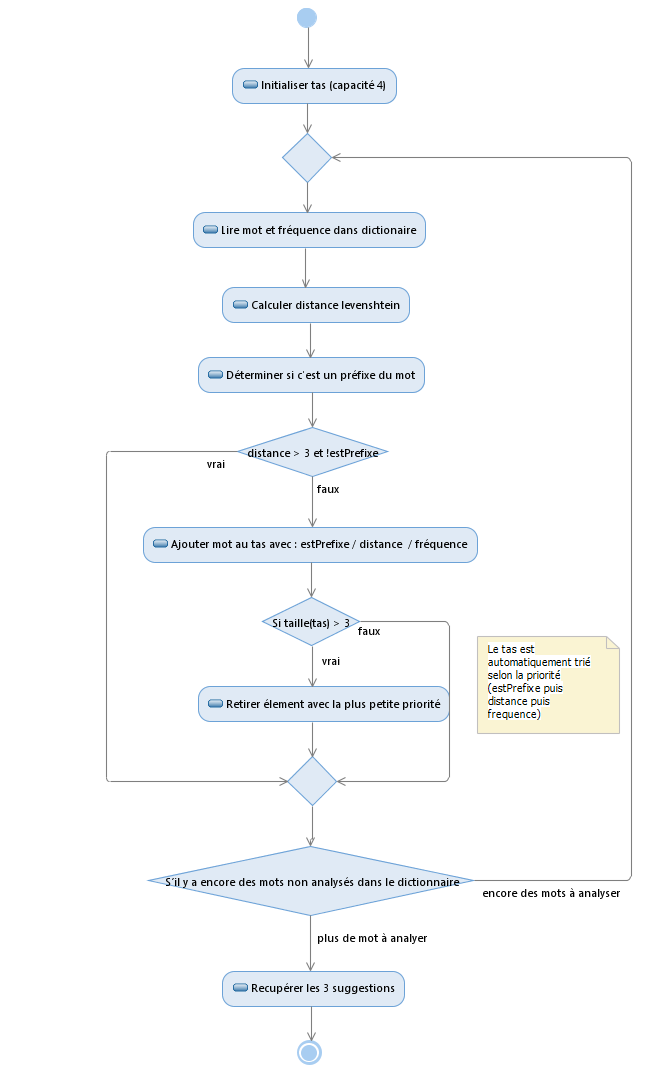 Initialiser tas (capacité 4)
Lire mot et fréquence dans dictionaire
Calculer distance levenshtein
Déterminer si c'est un préfixe du mot
distance > 3 et !estPrefixe
vrai
faux
Ajouter mot au tas avec : estPrefixe / distance / fréquence
Si taille(tas) > 3
faux
vrai
Le tas est
automatiquement trié
selon la priorité
(estPrefixe puis
distance puis
frequence)
Retirer élement avec la plus petite priorité
S'il y a encore des mots non analysés dans le dictionnaire
encore des mots à analyser
plus de mot à analyer
Recupérer les 3 suggestions